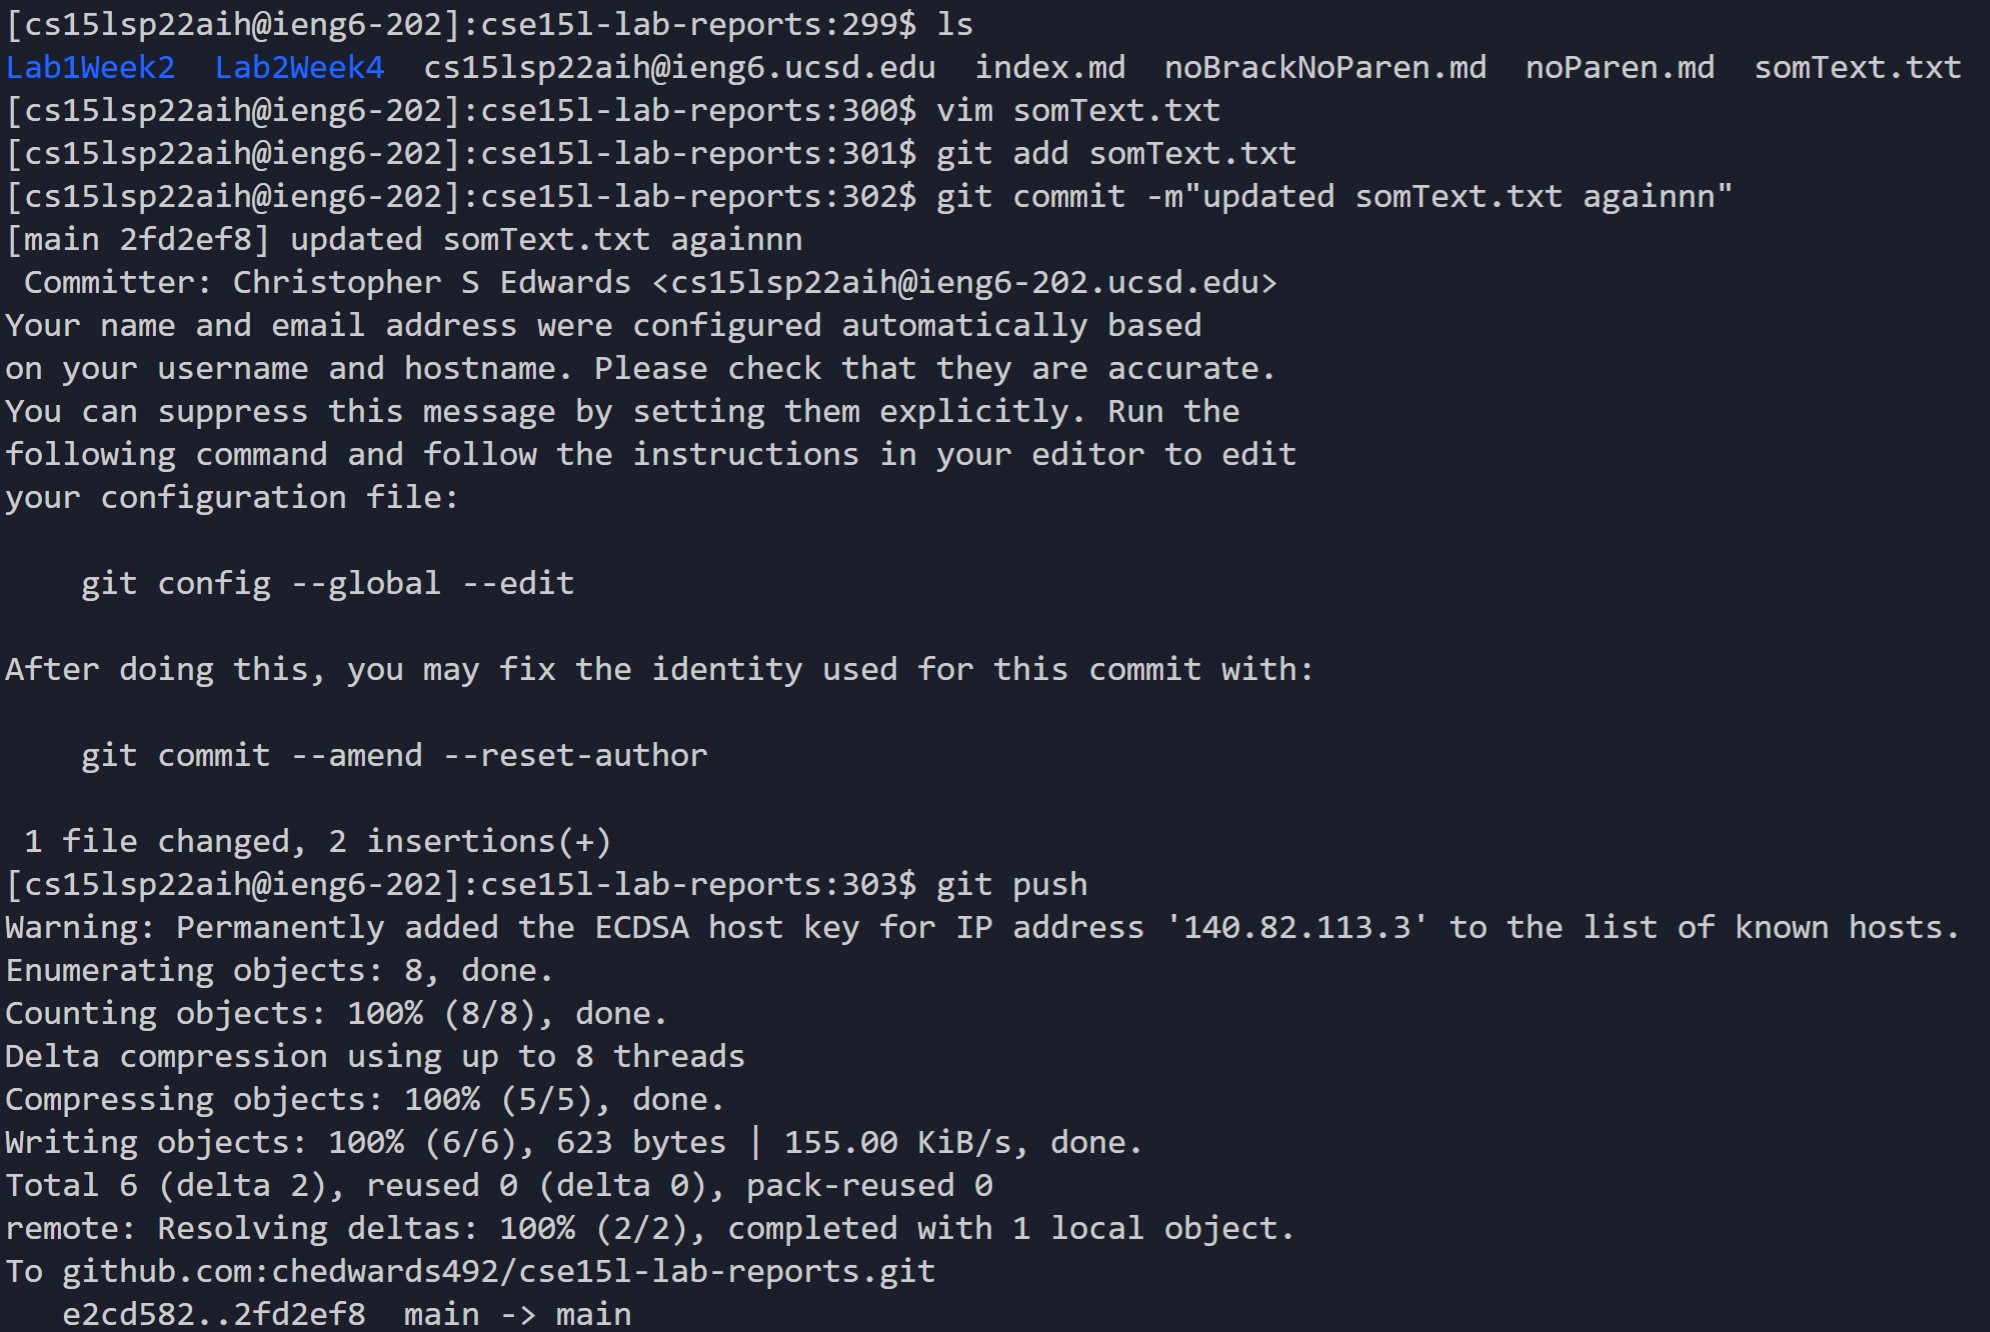 [cs15lsp22aih@ieng6-202]:cse15l-lab-reports:299$ ls
Lab1Week2  Lab2Week4  cs15lsp22aih@ieng6.ucsd.edu  index.md  noBrackNoParen.md  noParen.md  somText.txt
[cs15lsp22aih@ieng6-202]:cse15l-lab-reports:300$ vim somText.txt
[cs15lsp22aih@ieng6-202]:cse15l-lab-reports:301$ git add somText.txt
[cs15lsp22aih@ieng6-202]:cse15l-lab-reports:302$ git commit -m"updated somText.txt againnn"
[main 2fd2ef8] updated somText.txt againnn
 Committer: Christopher S Edwards <cs15lsp22aih@ieng6-202.ucsd.edu>
Your name and email address were configured automatically based
on your username and hostname. Please check that they are accurate.
You can suppress this message by setting them explicitly. Run the
following command and follow the instructions in your editor to edit
your configuration file:

    git config --global --edit

After doing this, you may fix the identity used for this commit with:

    git commit --amend --reset-author

 1 file changed, 2 insertions(+)
[cs15lsp22aih@ieng6-202]:cse15l-lab-reports:303$ git push
Warning: Permanently added the ECDSA host key for IP address '140.82.113.3' to the list of known hosts.
Enumerating objects: 8, done.
Counting objects: 100% (8/8), done.
Delta compression using up to 8 threads
Compressing objects: 100% (5/5), done.
Writing objects: 100% (6/6), 623 bytes | 155.00 KiB/s, done.
Total 6 (delta 2), reused 0 (delta 0), pack-reused 0
remote: Resolving deltas: 100% (2/2), completed with 1 local object.
To github.com:chedwards492/cse15l-lab-reports.git
   e2cd582..2fd2ef8  main -> main